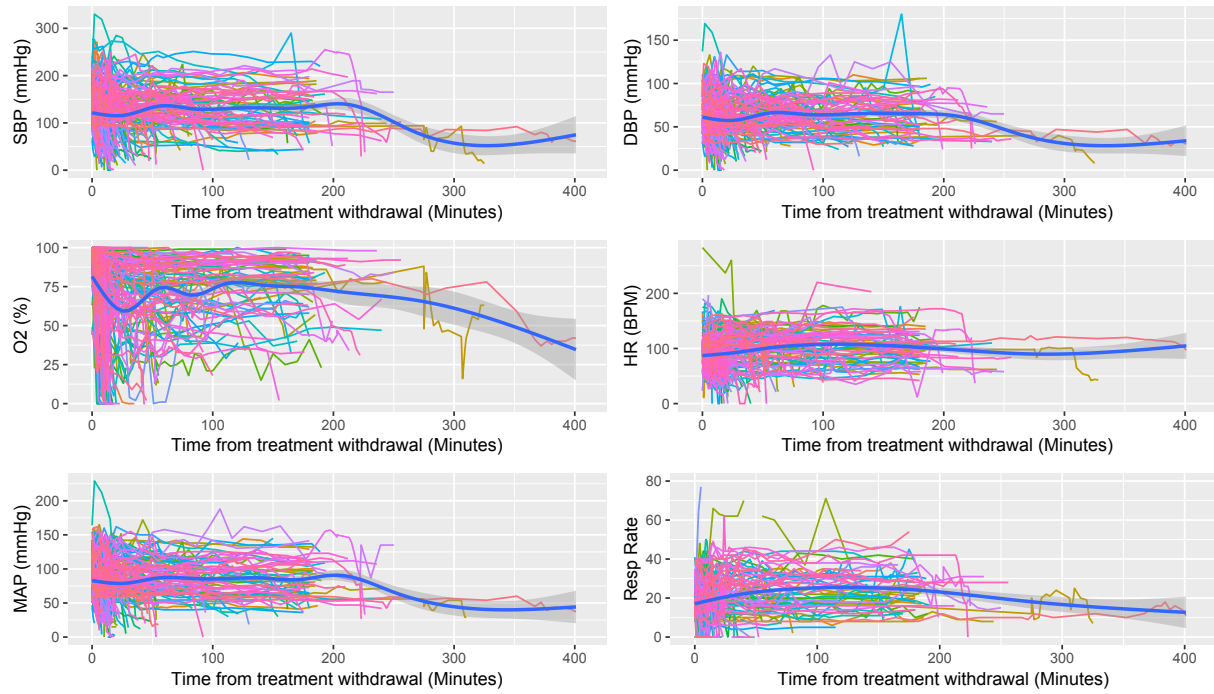 SBP (mmHg)
300
200
100
0
0 100 200 300 400
Time from treatment withdrawal (Minutes)
DBP (mmHg)
150
100
50
0
0 100 200 300 400
Time from treatment withdrawal (Minutes)
O2 (%)
100
75
50
25
0
0 100 200 300 400
Time from treatment withdrawal (Minutes)
HR (BPM)
200
100
0
0 100 200 300 400
Time from treatment withdrawal (Minutes)
MAP (mmHg)
200
150
100
50
0
0 100 200 300 400
Time from treatment withdrawal (Minutes)
Resp Rate
80
60
40
20
0
0 100 200 300 400
Time from treatment withdrawal (Minutes)